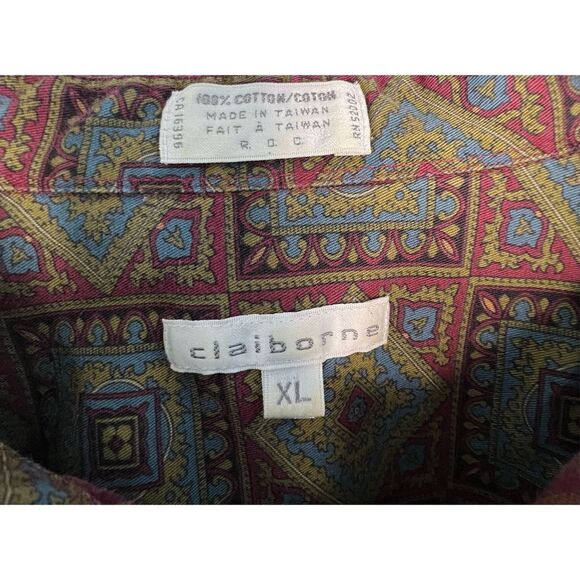 100% COTTON/COTON
MADE IN TAIWAN
FAIT À TAIWAN
R. O. C.
CA16396
RN 52002
claiborne
XL